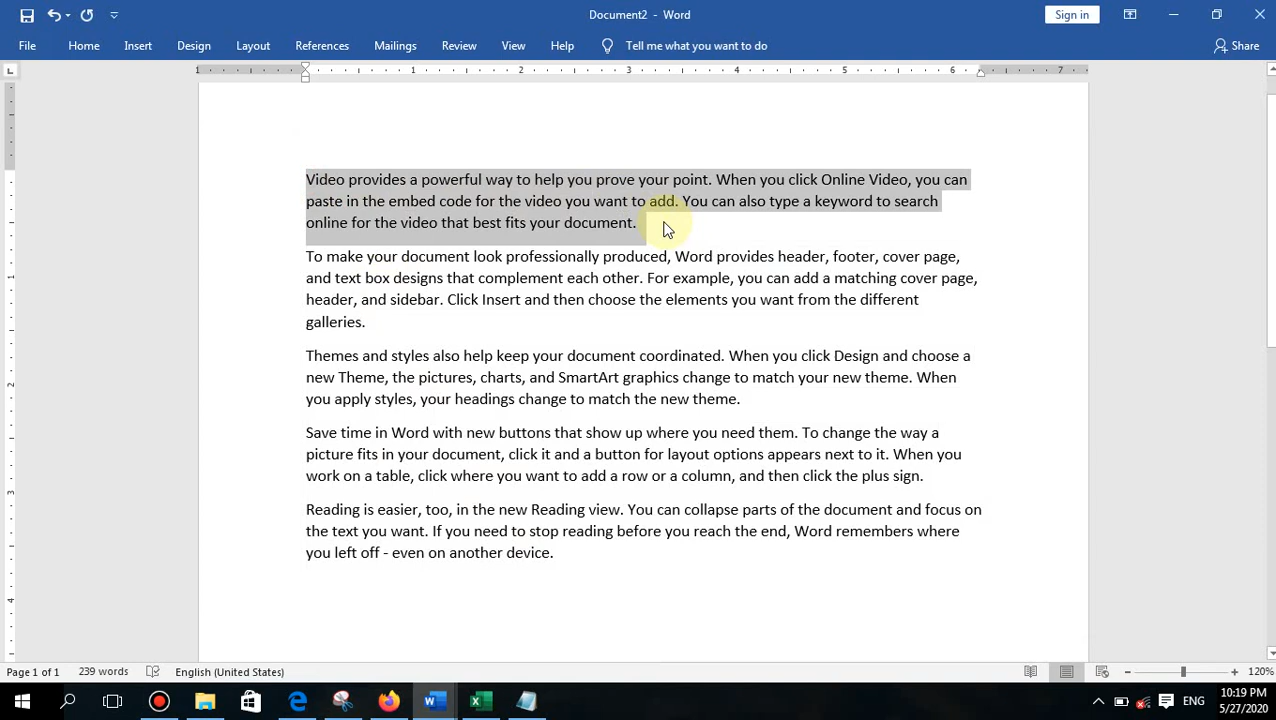 Document2 - Word
Sign in
File Home Insert Design Layout References Mailings Review View Help Tell me what you want to do Share
1 1 2 3 4 5 6 7
Video provides a powerful way to help you prove your point. When you click Online Video, you can
paste in the embed code for the video you want to add. You can also type a keyword to search
online for the video that best fits your document.
To make your document look professionally produced, Word provides header, footer, cover page,
and text box designs that complement each other. For example, you can add a matching cover page,
header, and sidebar. Click Insert and then choose the elements you want from the different
galleries.
Themes and styles also help keep your document coordinated. When you click Design and choose a
new Theme, the pictures, charts, and SmartArt graphics change to match your new theme. When
you apply styles, your headings change to match the new theme.
Save time in Word with new buttons that show up where you need them. To change the way a
picture fits in your document, click it and a button for layout options appears next to it. When you
work on a table, click where you want to add a row or a column, and then click the plus sign.
Reading is easier, too, in the new Reading view. You can collapse parts of the document and focus on
the text you want. If you need to stop reading before you reach the end, Word remembers where
you left off - even on another device.
1
2
3
4
Page 1 of 1 239 words English (United States) 120%
ENG
10:19 PM
5/27/2020